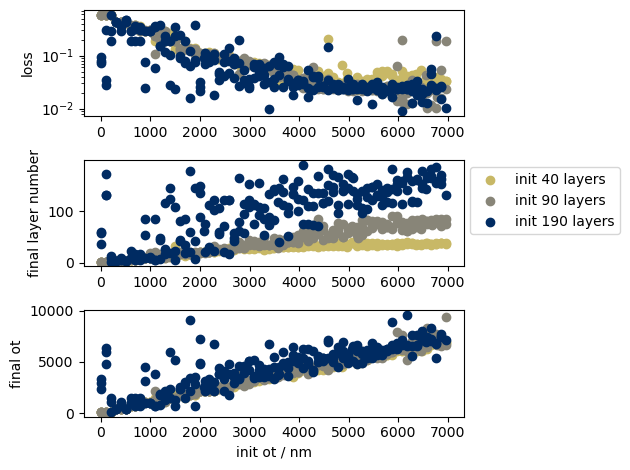 loss
10⁻¹
10⁻²
0 1000 2000 3000 4000 5000 6000 7000
final layer number
100
0
0 1000 2000 3000 4000 5000 6000 7000
init 40 layers
init 90 layers
init 190 layers
final ot
10000
5000
0
0 1000 2000 3000 4000 5000 6000 7000
init ot / nm